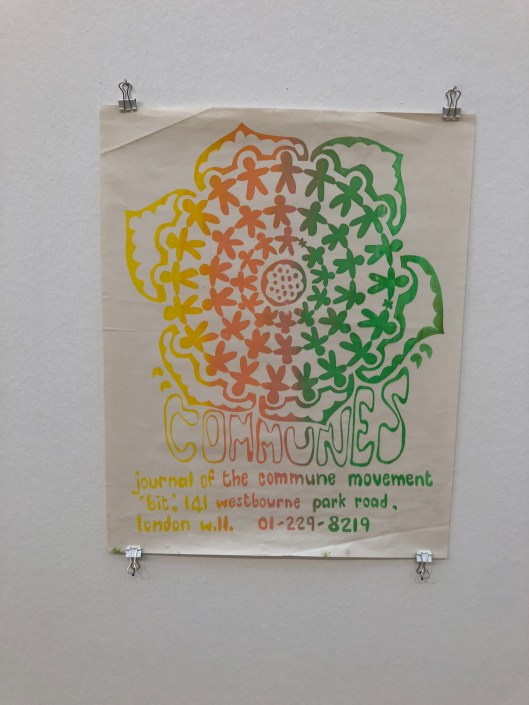 COMMUNES
journal of the commune movement
'bit', 141 westbourne park road,
london w.11. 01-229-8219